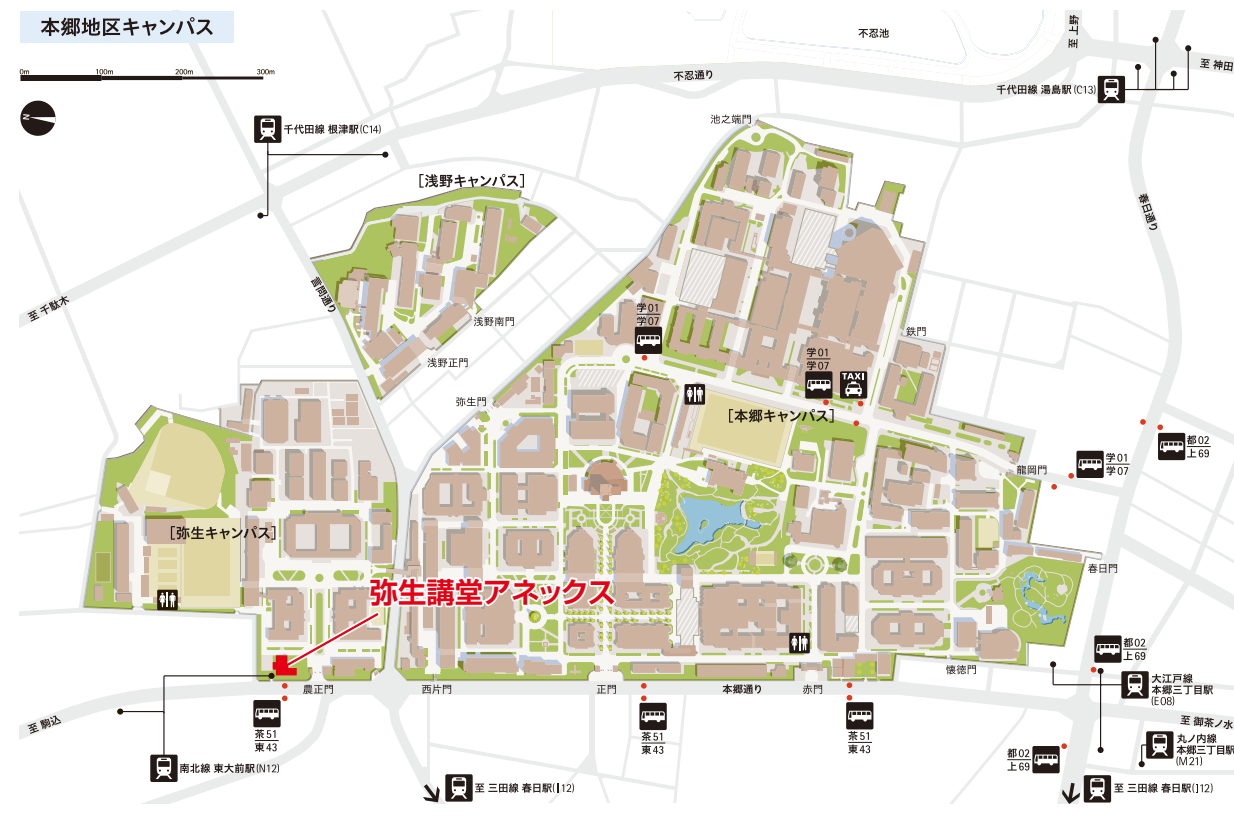 本郷地区キャンパス
0m 100m 200m 300m
N
不忍池
至 上野
至 神田
不忍通り
千代田線 湯島駅(C13)
千代田線 根津駅(C14)
池之端門
[浅野キャンパス]
春日通り
言問通り
至 千駄木
学01
学07
浅野南門
鉄門
学01
学07
TAXI
浅野正門
弥生門
[本郷キャンパス]
都02
上69
学01
学07
龍岡門
[弥生キャンパス]
春日門
弥生講堂アネックス
都02
上69
懐徳門
大江戸線
本郷三丁目駅
(E08)
農正門
西片門
正門
本郷通り
赤門
至 駒込
茶51
東43
茶51
東43
茶51
東43
至 御茶ノ水
丸ノ内線
本郷三丁目駅
(M21)
都02
上69
南北線 東大前駅(N12)
至 三田線 春日駅(I12)
至 三田線 春日駅(I12)